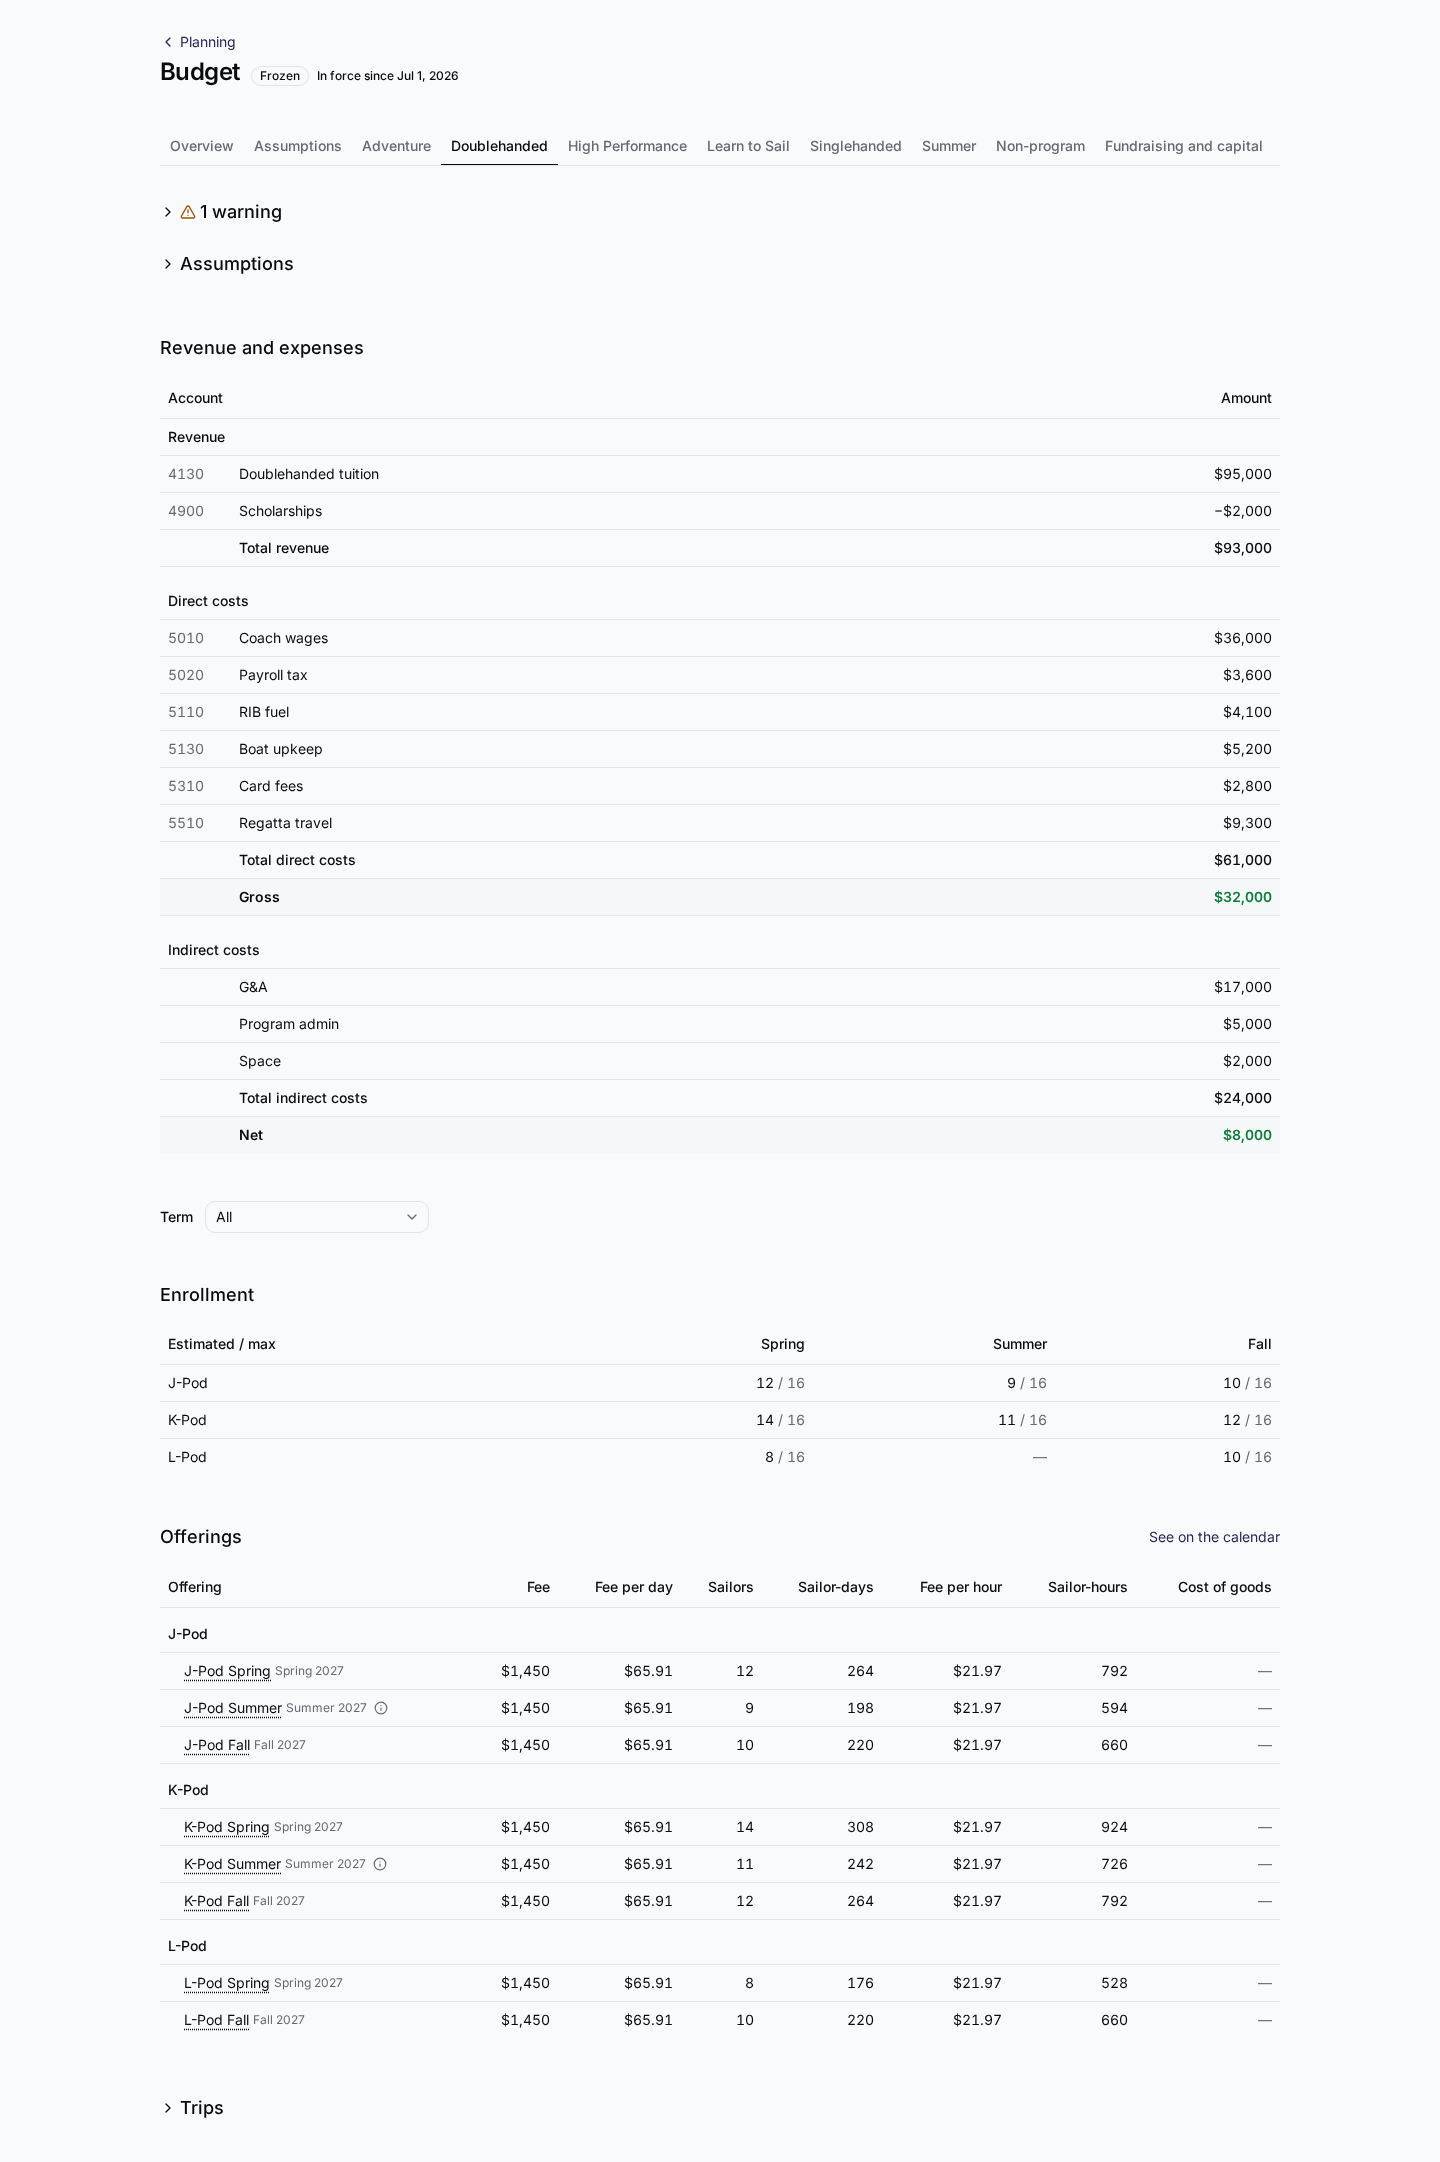 Planning
Budget Frozen In force since Jul 1, 2026
Overview Assumptions Adventure Doublehanded High Performance Learn to Sail Singlehanded Summer Non-program Fundraising and capital
1 warning
Assumptions
Revenue and expenses
Account Amount
Revenue
4130 Doublehanded tuition $95,000
4900 Scholarships −$2,000
Total revenue $93,000
Direct costs
5010 Coach wages $36,000
5020 Payroll tax $3,600
5110 RIB fuel $4,100
5130 Boat upkeep $5,200
5310 Card fees $2,800
5510 Regatta travel $9,300
Total direct costs $61,000
Gross $32,000
Indirect costs
G&A $17,000
Program admin $5,000
Space $2,000
Total indirect costs $24,000
Net $8,000
Term All
Enrollment
Estimated / max Spring Summer Fall
J-Pod 12 / 16 9 / 16 10 / 16
K-Pod 14 / 16 11 / 16 12 / 16
L-Pod 8 / 16 — 10 / 16
Offerings See on the calendar
Offering Fee Fee per day Sailors Sailor-days Fee per hour Sailor-hours Cost of goods
J-Pod
J-Pod Spring Spring 2027 $1,450 $65.91 12 264 $21.97 792 —
J-Pod Summer Summer 2027 $1,450 $65.91 9 198 $21.97 594 —
J-Pod Fall Fall 2027 $1,450 $65.91 10 220 $21.97 660 —
K-Pod
K-Pod Spring Spring 2027 $1,450 $65.91 14 308 $21.97 924 —
K-Pod Summer Summer 2027 $1,450 $65.91 11 242 $21.97 726 —
K-Pod Fall Fall 2027 $1,450 $65.91 12 264 $21.97 792 —
L-Pod
L-Pod Spring Spring 2027 $1,450 $65.91 8 176 $21.97 528 —
L-Pod Fall Fall 2027 $1,450 $65.91 10 220 $21.97 660 —
Trips